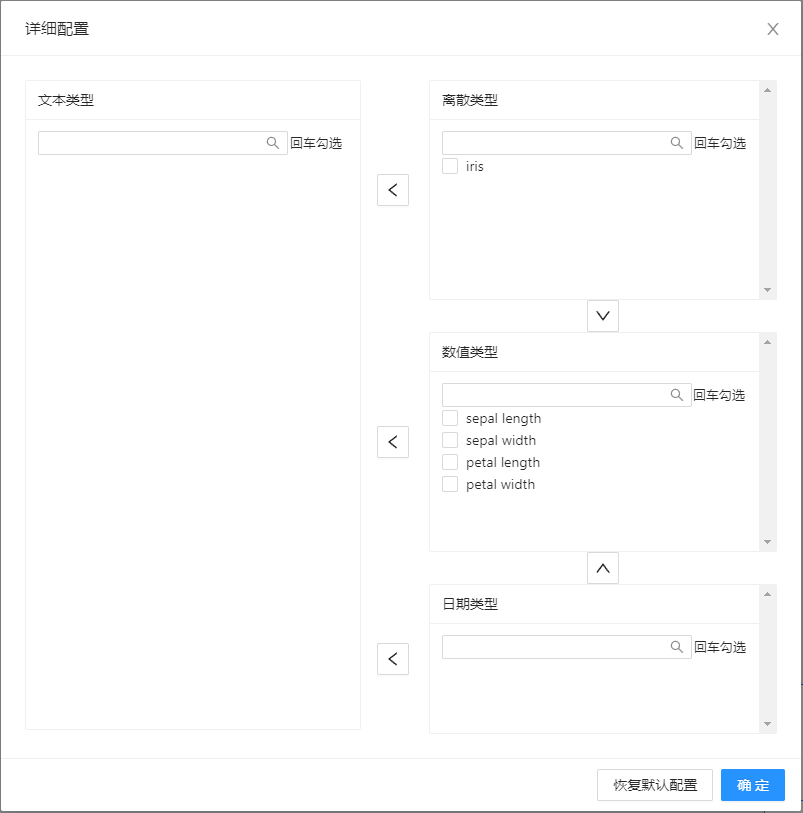 详细配置
文本类型
回车勾选
离散类型
回车勾选
iris
数值类型
回车勾选
sepal length
sepal width
petal length
petal width
日期类型
回车勾选
恢复默认配置
确 定